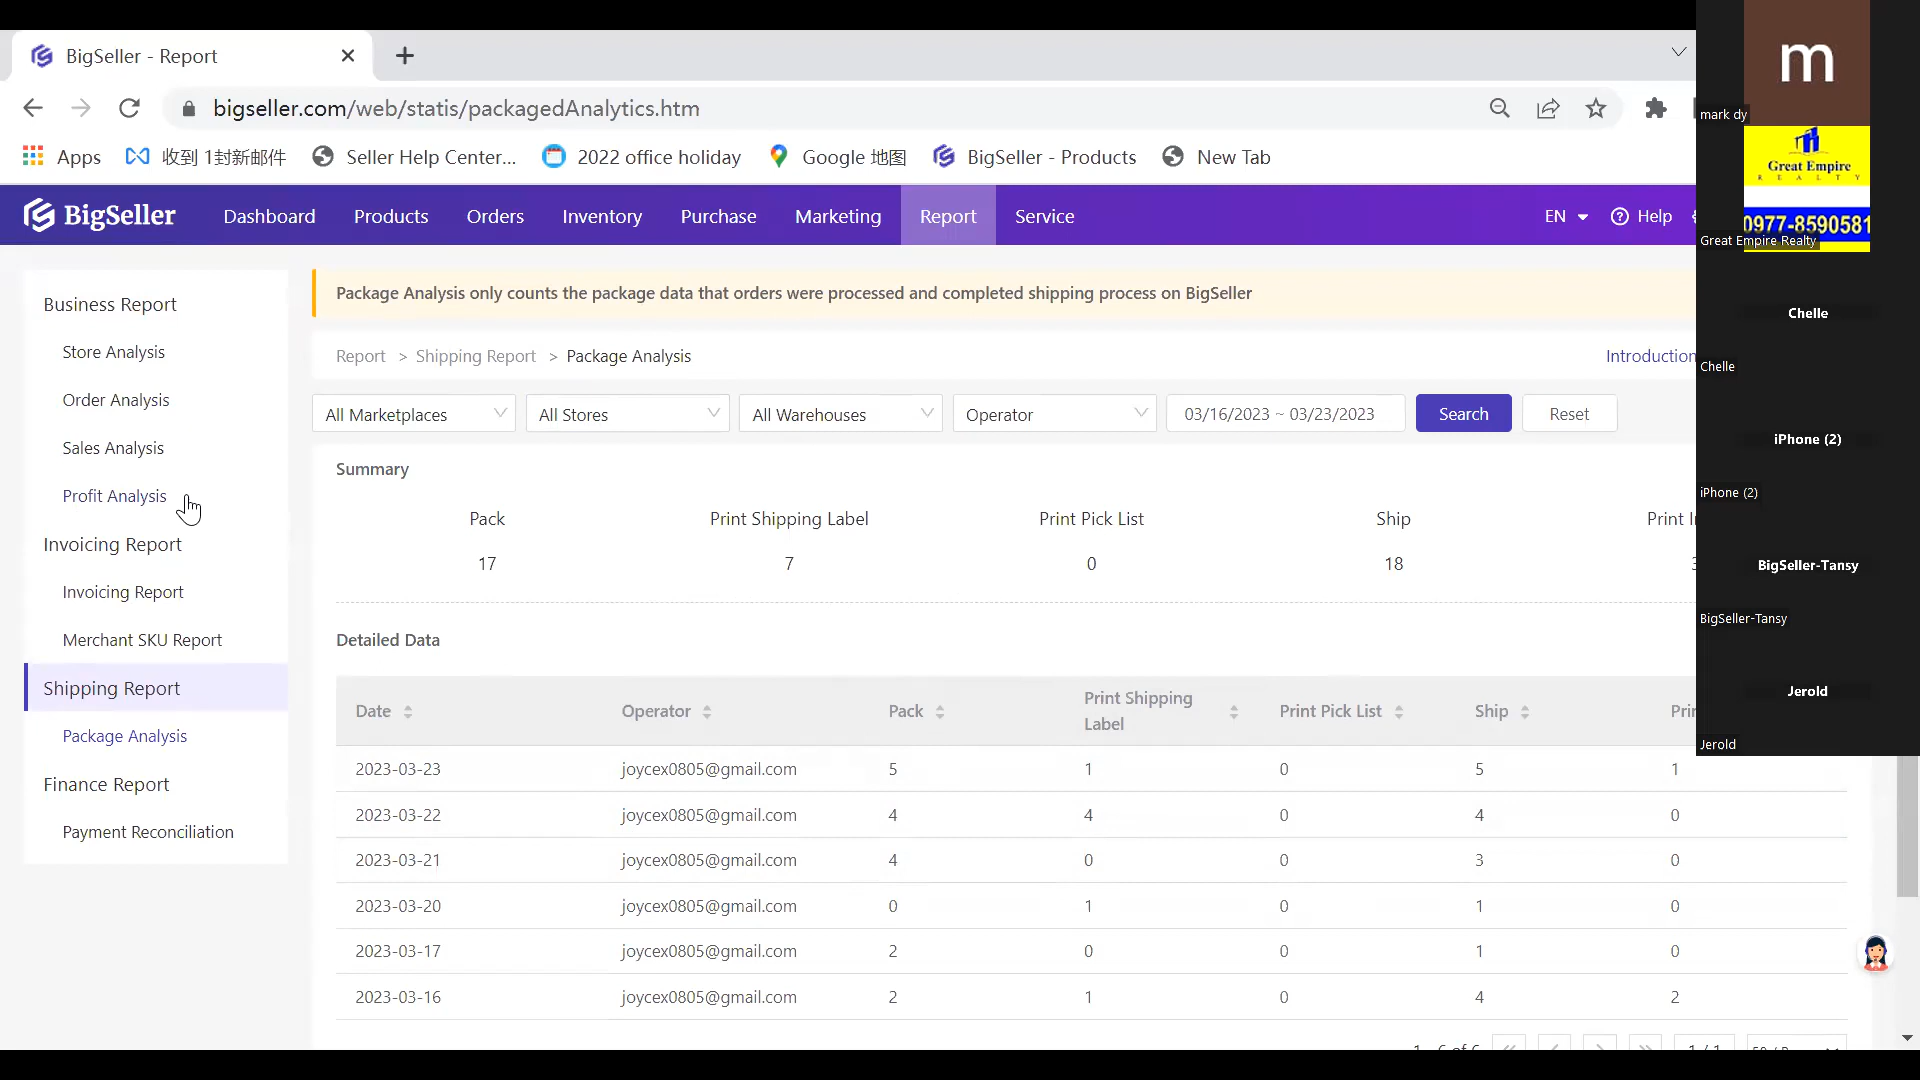 BigSeller - Report
bigseller.com/web/statis/packagedAnalytics.htm
Apps 收到 1封新邮件 Seller Help Center... 2022 office holiday Google 地图 BigSeller - Products New Tab
BigSeller Dashboard Products Orders Inventory Purchase Marketing Report Service EN Help
Business Report
Store Analysis
Order Analysis
Sales Analysis
Profit Analysis
Invoicing Report
Invoicing Report
Merchant SKU Report
Shipping Report
Package Analysis
Finance Report
Payment Reconciliation
Package Analysis only counts the package data that orders were processed and completed shipping process on BigSeller
Report > Shipping Report > Package Analysis Introduction
All Marketplaces All Stores All Warehouses Operator 03/16/2023 ~ 03/23/2023 Search Reset
Summary
Pack Print Shipping Label Print Pick List Ship Print
17 7 0 18
Detailed Data
Date Operator Pack Print Shipping Label Print Pick List Ship
2023-03-23 joycex0805@gmail.com 5 1 0 5 1
2023-03-22 joycex0805@gmail.com 4 4 0 4 0
2023-03-21 joycex0805@gmail.com 4 0 0 3 0
2023-03-20 joycex0805@gmail.com 0 1 0 1 0
2023-03-17 joycex0805@gmail.com 2 0 0 1 0
2023-03-16 joycex0805@gmail.com 2 1 0 4 2
m
mark dy
Great Empire
REALTY
0977-8590581
Great Empire Realty
Chelle
Chelle
iPhone (2)
iPhone (2)
BigSeller-Tansy
BigSeller-Tansy
Jerold
Jerold